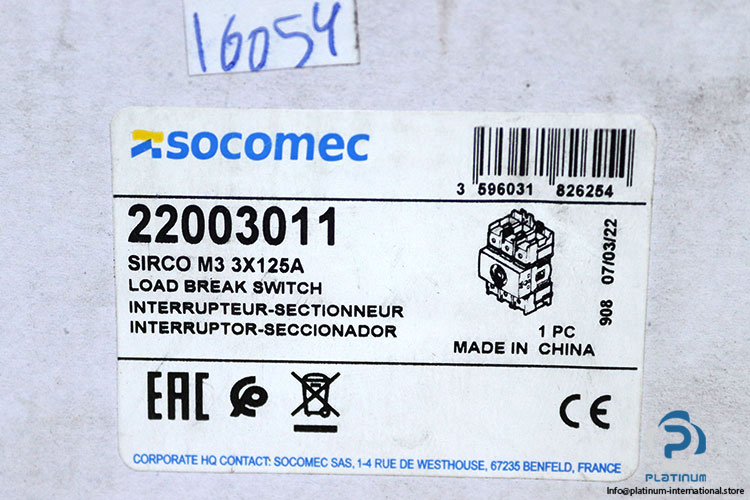 16054
socomec
3 596031 826254
22003011
SIRCO M3 3X125A
LOAD BREAK SWITCH
INTERRUPTEUR-SECTIONNEUR
INTERRUPTOR-SECCIONADOR
908 07/03/22
1 PC
MADE IN CHINA
EAC
CE
CORPORATE HQ CONTACT: SOCOMEC SAS, 1-4 RUE DE WESTHOUSE, 67235 BENFELD, FRANCE
PLATINUM
Info@platinum-international.store